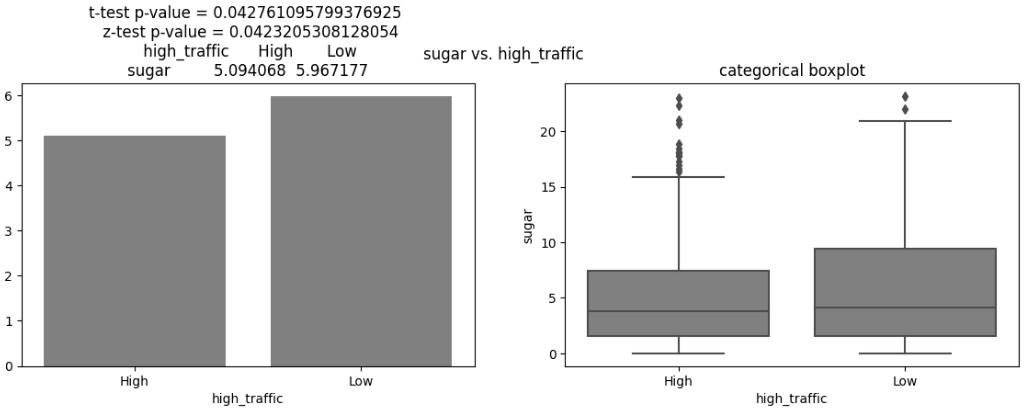 t-test p-value = 0.042761095799376925
z-test p-value = 0.0423205308128054
high_traffic High Low
sugar 5.094068 5.967177
sugar vs. high_traffic
6
5
4
3
2
1
0
High Low
high_traffic
categorical boxplot
sugar
20
15
10
5
0
High Low
high_traffic